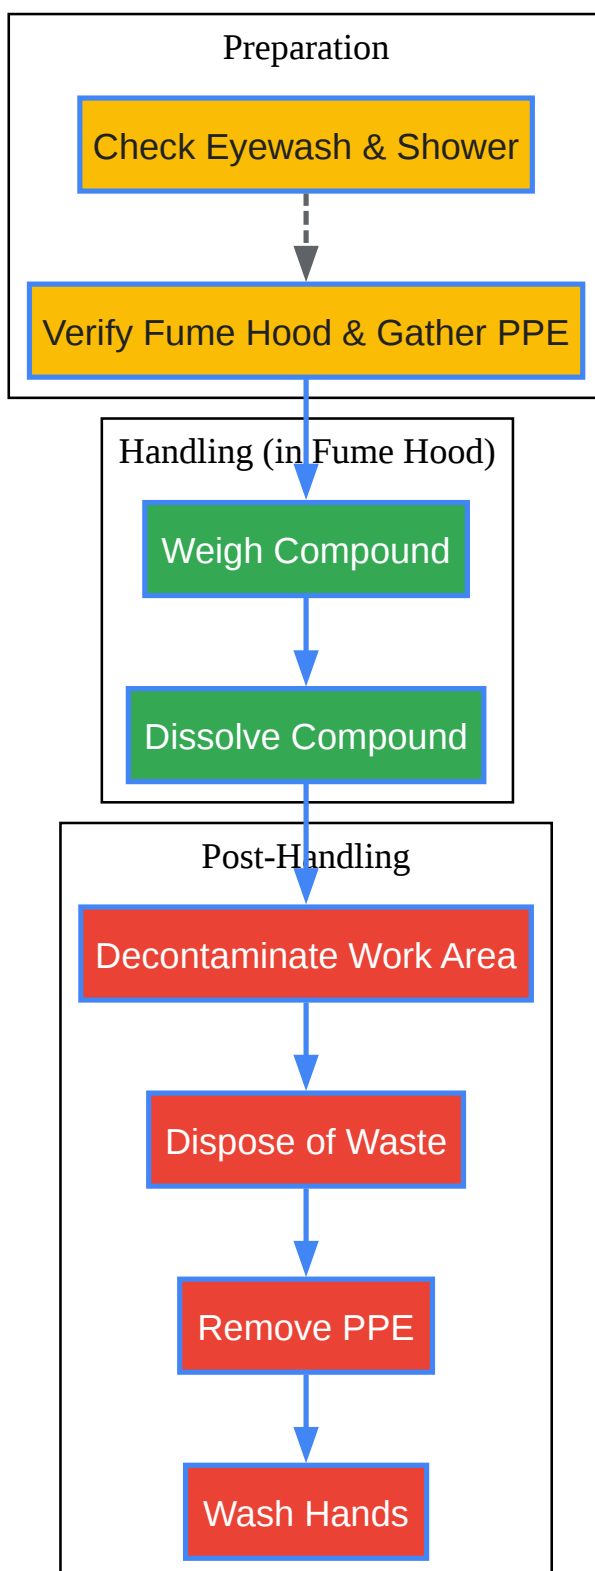 Preparation
Check Eyewash & Shower
Verify Fume Hood & Gather PPE
Handling (in Fume Hood)
Weigh Compound
Dissolve Compound
Post-Handling
Decontaminate Work Area
Dispose of Waste
Remove PPE
Wash Hands